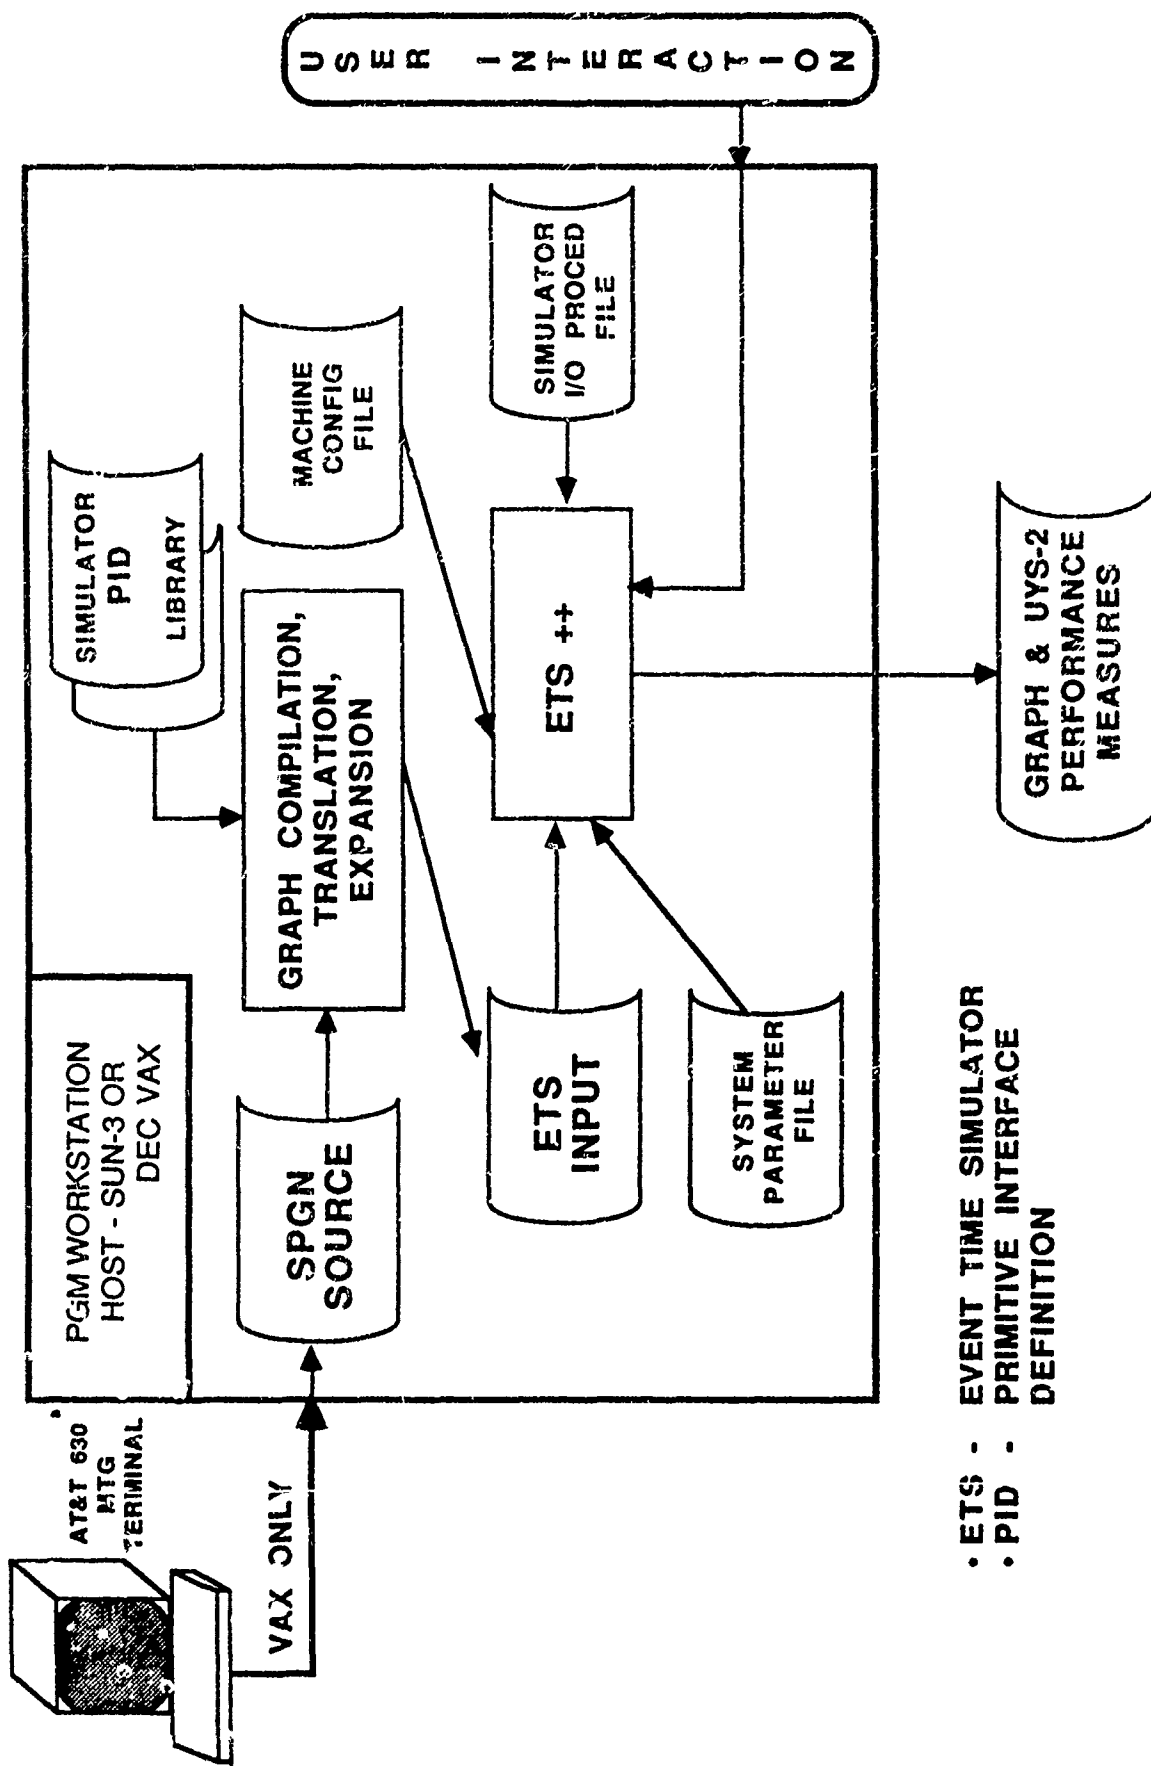 AT&T 630
MTG
TERMINAL
VAX ONLY
PGM WORKSTATION
HOST - SUN-3 OR
DEC VAX
SIMULATOR
PID
LIBRARY
SPGN
SOURCE
GRAPH COMPILATION,
TRANSLATION,
EXPANSION
MACHINE
CONFIG
FILE
ETS
INPUT
ETS ++
SIMULATOR
I/O PROCED
FILE
SYSTEM
PARAMETER
FILE
USER INTERACTION
GRAPH & UYS-2
PERFORMANCE
MEASURES
• ETS - EVENT TIME SIMULATOR
• PID - PRIMITIVE INTERFACE
DEFINITION